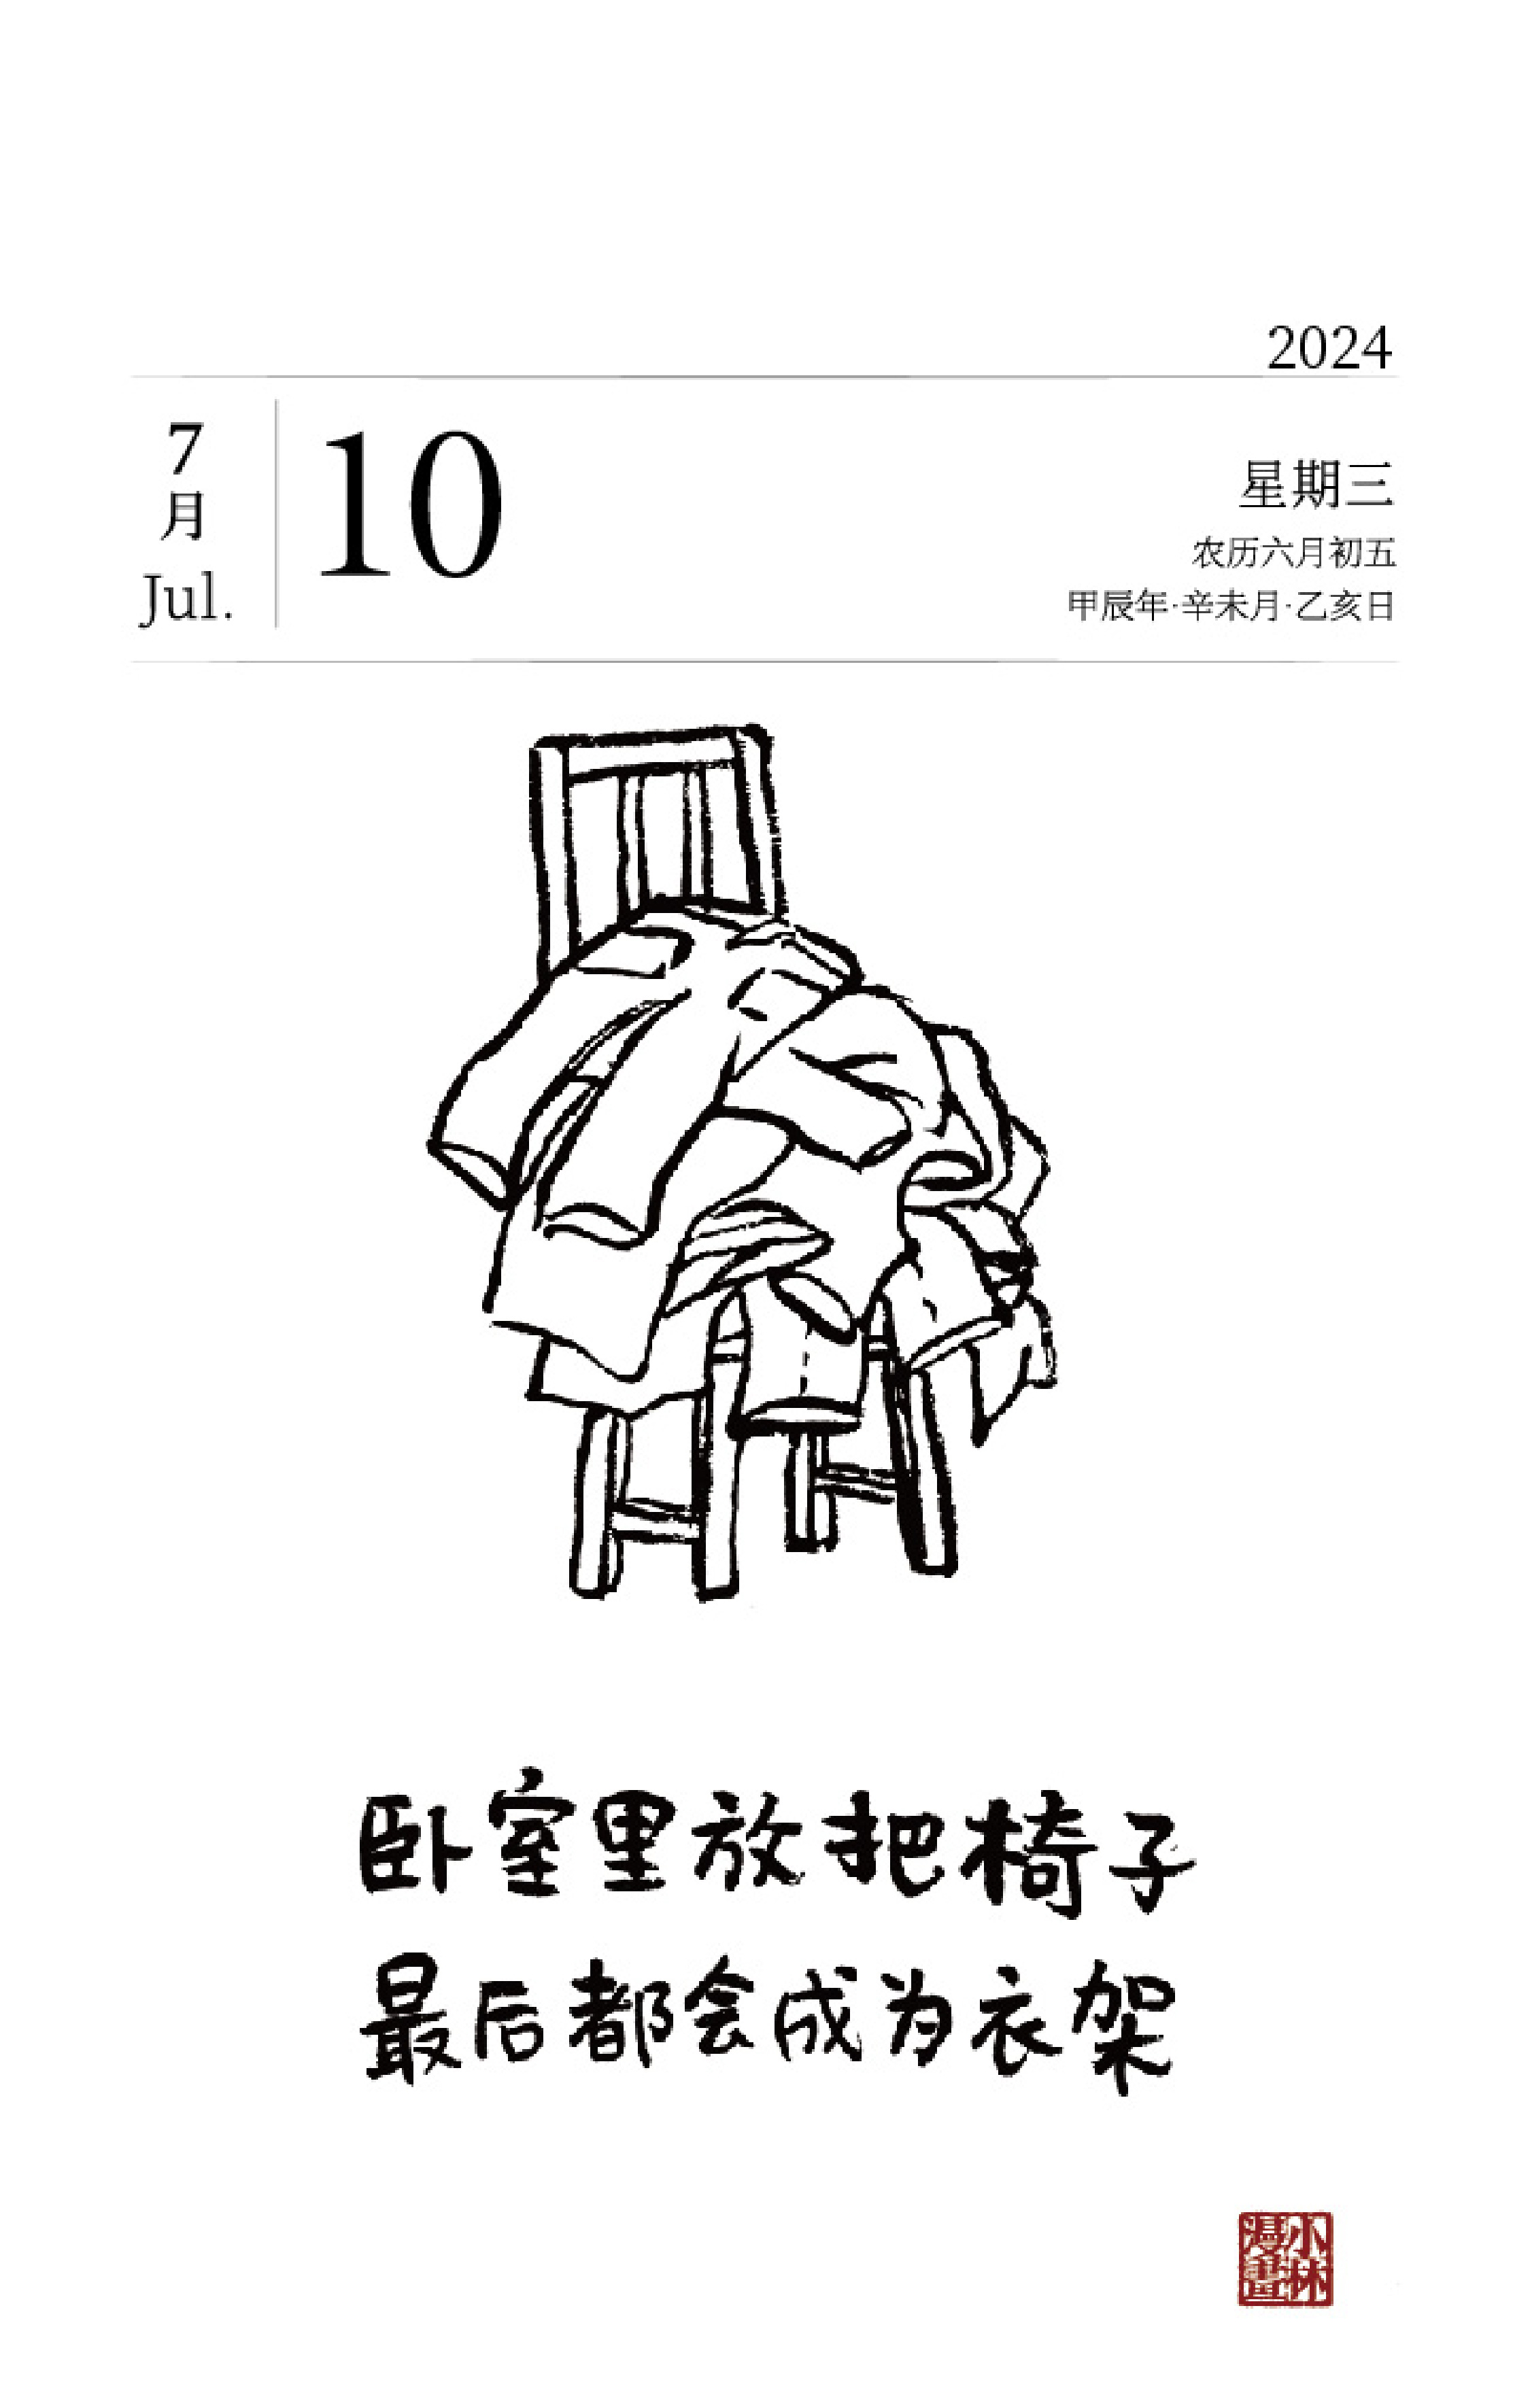 2024
7
月
Jul.
10
星期三
农历六月初五
甲辰年·辛未月·乙亥日
卧室里放把椅子
最后都会成为衣架
小林
漫畫